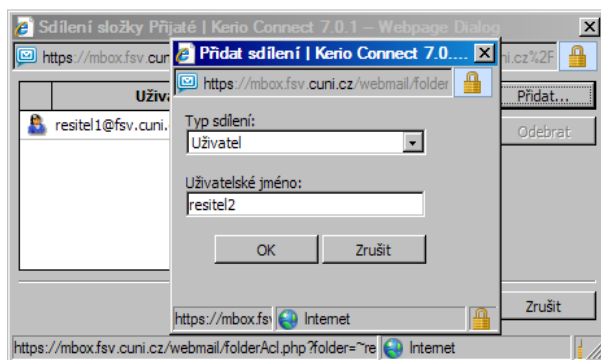 Sdílení složky Přijaté | Kerio Connect 7.0.1 -- Webpage Dialog
https://mbox.fsv.cun
ni.cz%2F
Uživa
resitel1@fsv.cuni.
Přidat...
Odebrat
Přidat sdílení | Kerio Connect 7.0....
https://mbox.fsv.cuni.cz/webmail/folder
Typ sdílení:
Uživatel
Uživatelské jméno:
resitel2
OK
Zrušit
https://mbox.fsv
Internet
Zrušit
https://mbox.fsv.cuni.cz/webmail/folderAcl.php?folder=~re
Internet